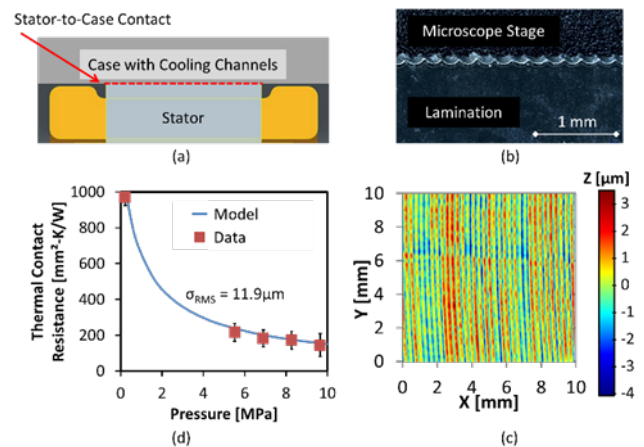 Stator-to-Case Contact
Case with Cooling Channels
Stator
(a)
Microscope Stage
Lamination
1 mm
(b)
Thermal Contact
Resistance [mm²-K/W]
1000
800
600
400
200
0
Model
Data
σRMS = 11.9µm
0 2 4 6 8 10
Pressure [MPa]
(d)
Z [µm]
Y [mm]
10
8
6
4
2
0
0 2 4 6 8 10
X [mm]
3
2
1
0
-1
-2
-3
-4
(c)